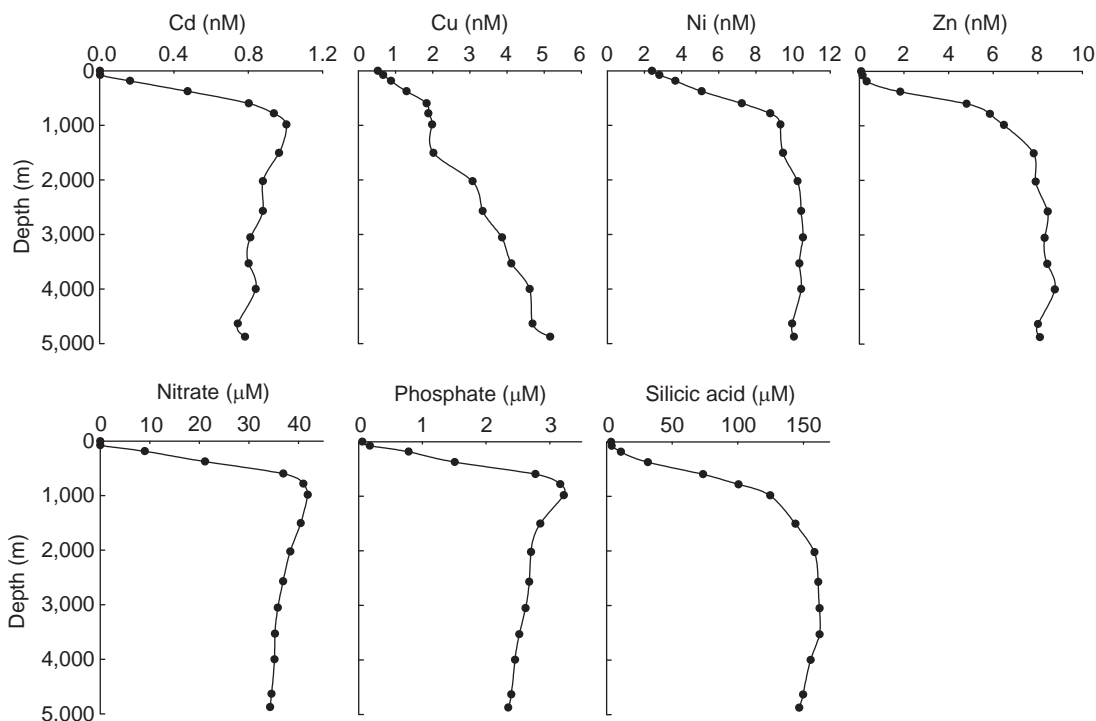 Cd (nM) Cu (nM) Ni (nM) Zn (nM)
0.0 0.4 0.8 1.2 0 1 2 3 4 5 6 0 2 4 6 8 10 12 0 2 4 6 8 10
0
1,000
2,000
3,000
4,000
5,000
Depth (m)
Nitrate (μM) Phosphate (μM) Silicic acid (μM)
0 10 20 30 40 0 1 2 3 0 50 100 150
0
1,000
2,000
3,000
4,000
5,000
Depth (m)